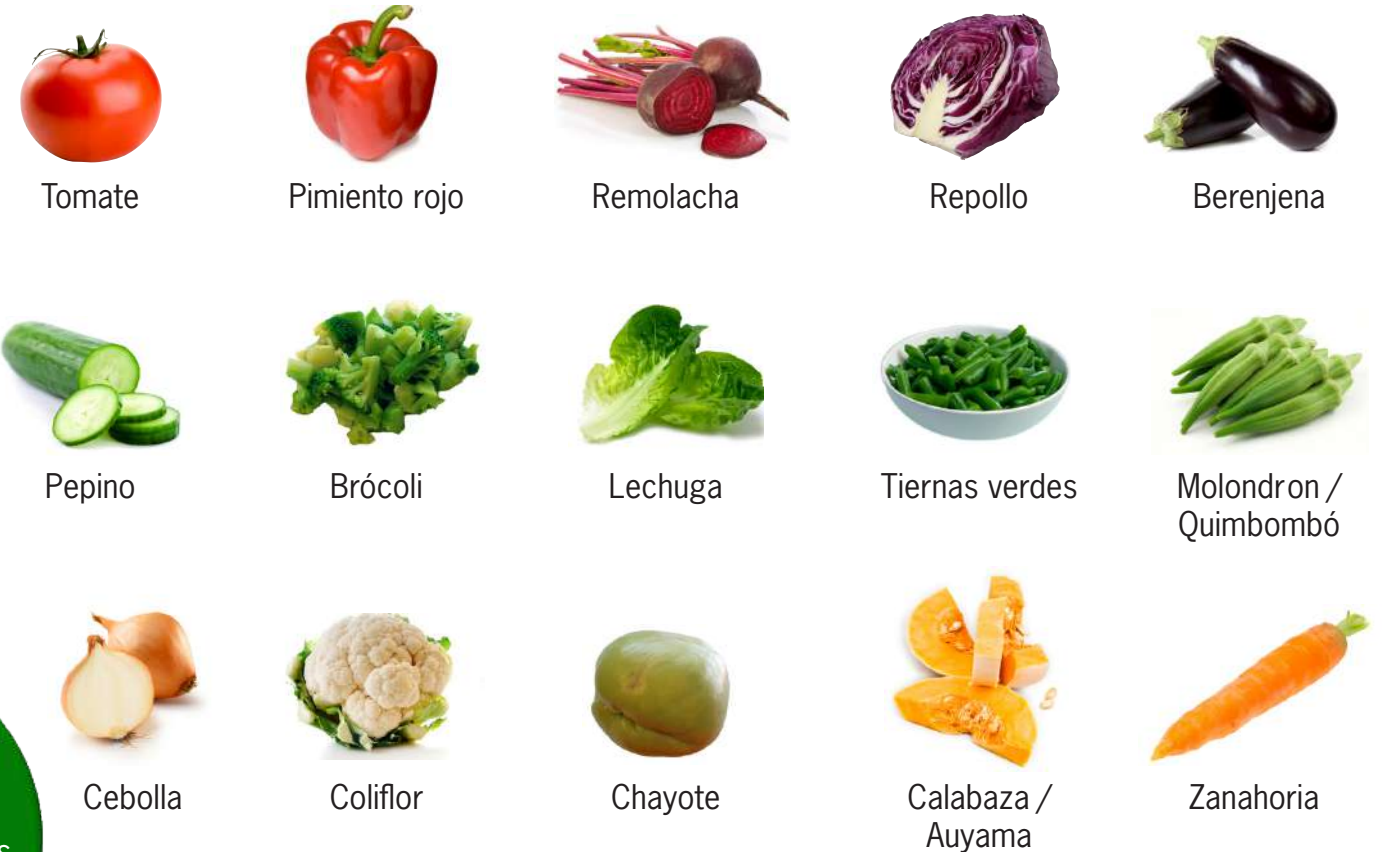 Tomate
Pimiento rojo
Remolacha
Repollo
Berenjena
Pepino
Brócoli
Lechuga
Tiernas verdes
Molondron /
Quimbombó
Cebolla
Coliflor
Chayote
Calabaza /
Auyama
Zanahoria